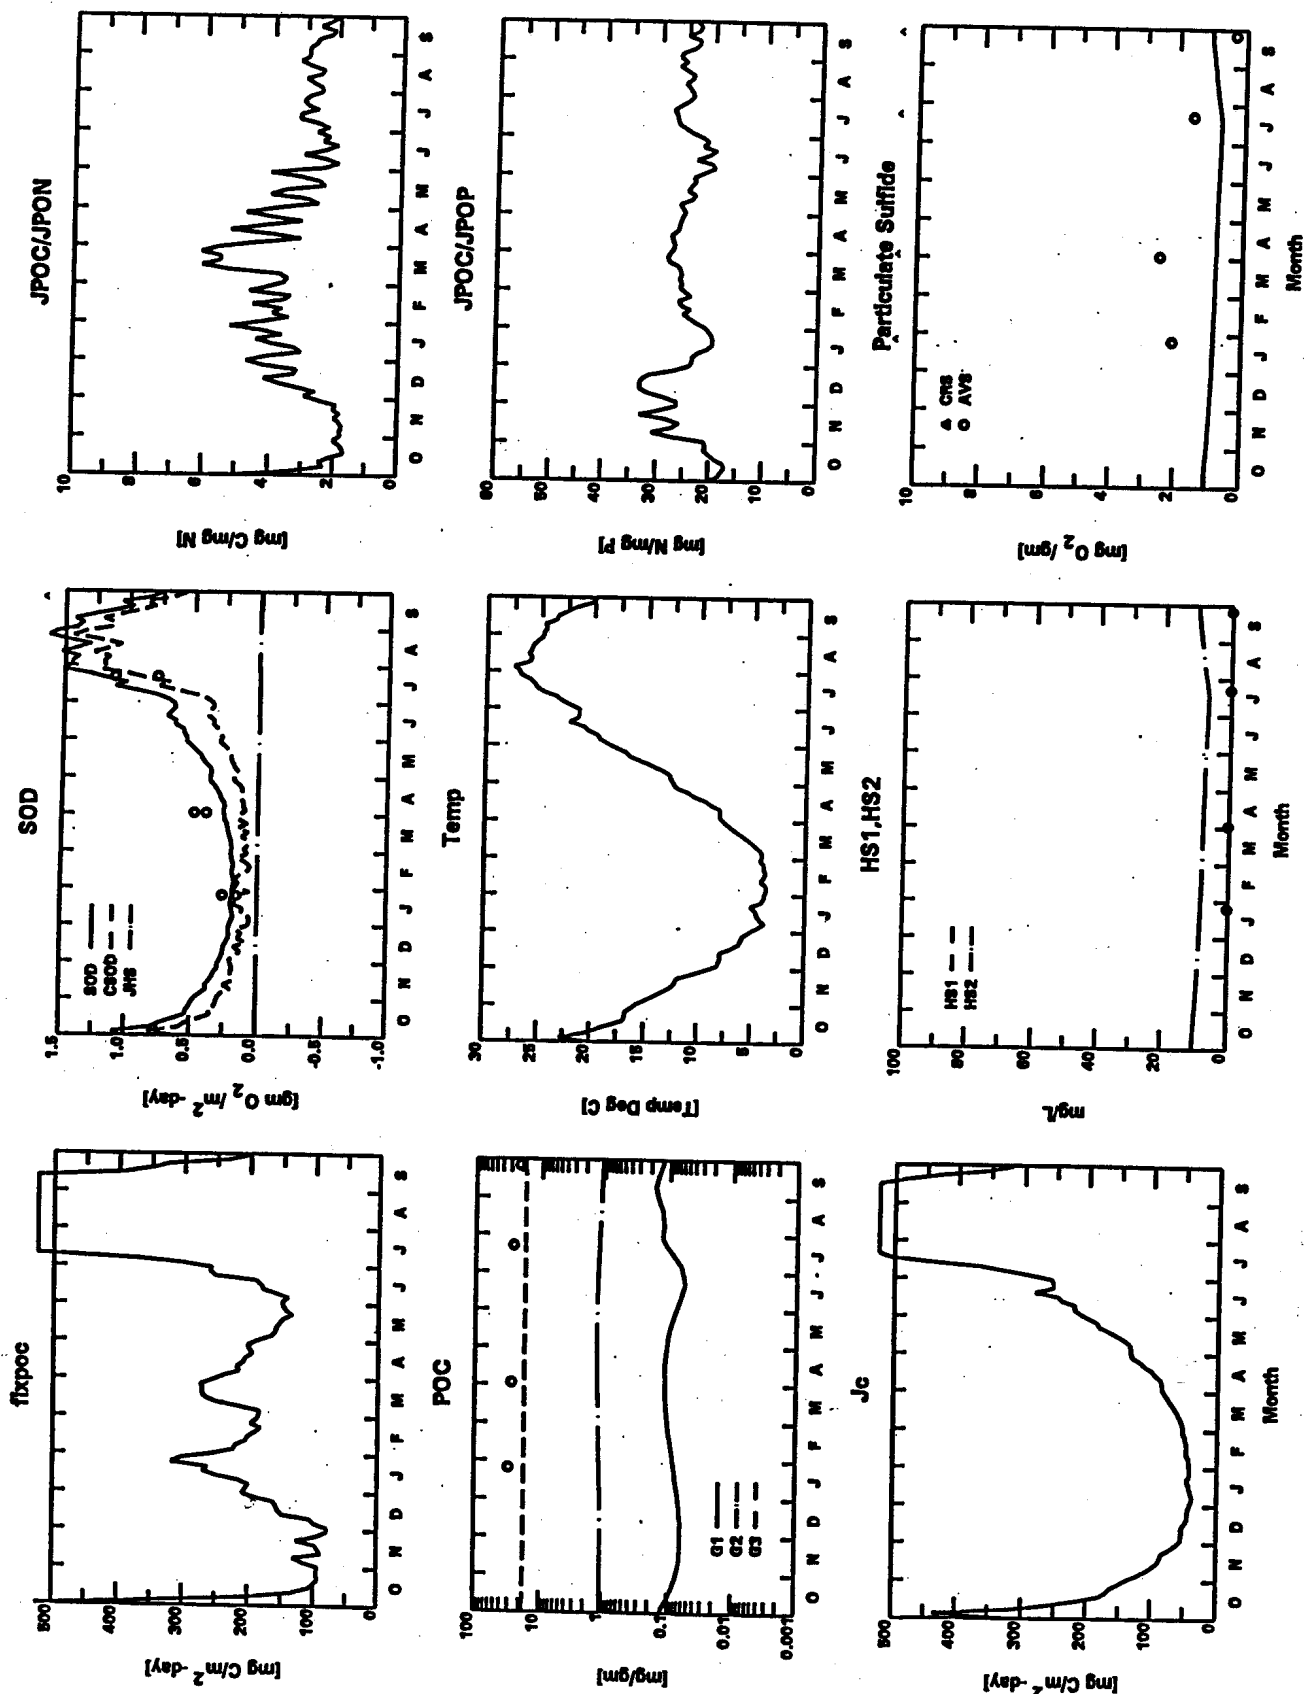 flxpoc
[mg C/m²-day]
500
400
300
200
100
0
O N D J F M A M J J A S
SOD
[gm O2 /m²-day]
1.5
1.0
0.5
0.0
-0.5
-1.0
SOD
CSOD
JHS
O N D J F M A M J J A S
JPOC/JPON
[mg C/mg N]
10
8
6
4
2
0
O N D J F M A M J J A S
POC
[mg/gm]
100
10
1
0.1
0.01
0.001
G1
G2
G3
O N D J F M A M J J A S
Temp
[Temp Deg C]
30
25
20
15
10
5
0
O N D J F M A M J J A S
JPOC/JPOP
[mg N/mg P]
60
50
40
30
20
10
0
O N D J F M A M J J A S
Jc
[mg C/m²-day]
500
400
300
200
100
0
O N D J F M A M J J A S
Month
HS1,HS2
mg/L
100
80
60
40
20
0
HS1
HS2
O N D J F M A M J J A S
Month
Particulate Sulfide
[mg O2 /gm]
10
8
6
4
2
0
CRS
AVS
O N D J F M A M J J A S
Month